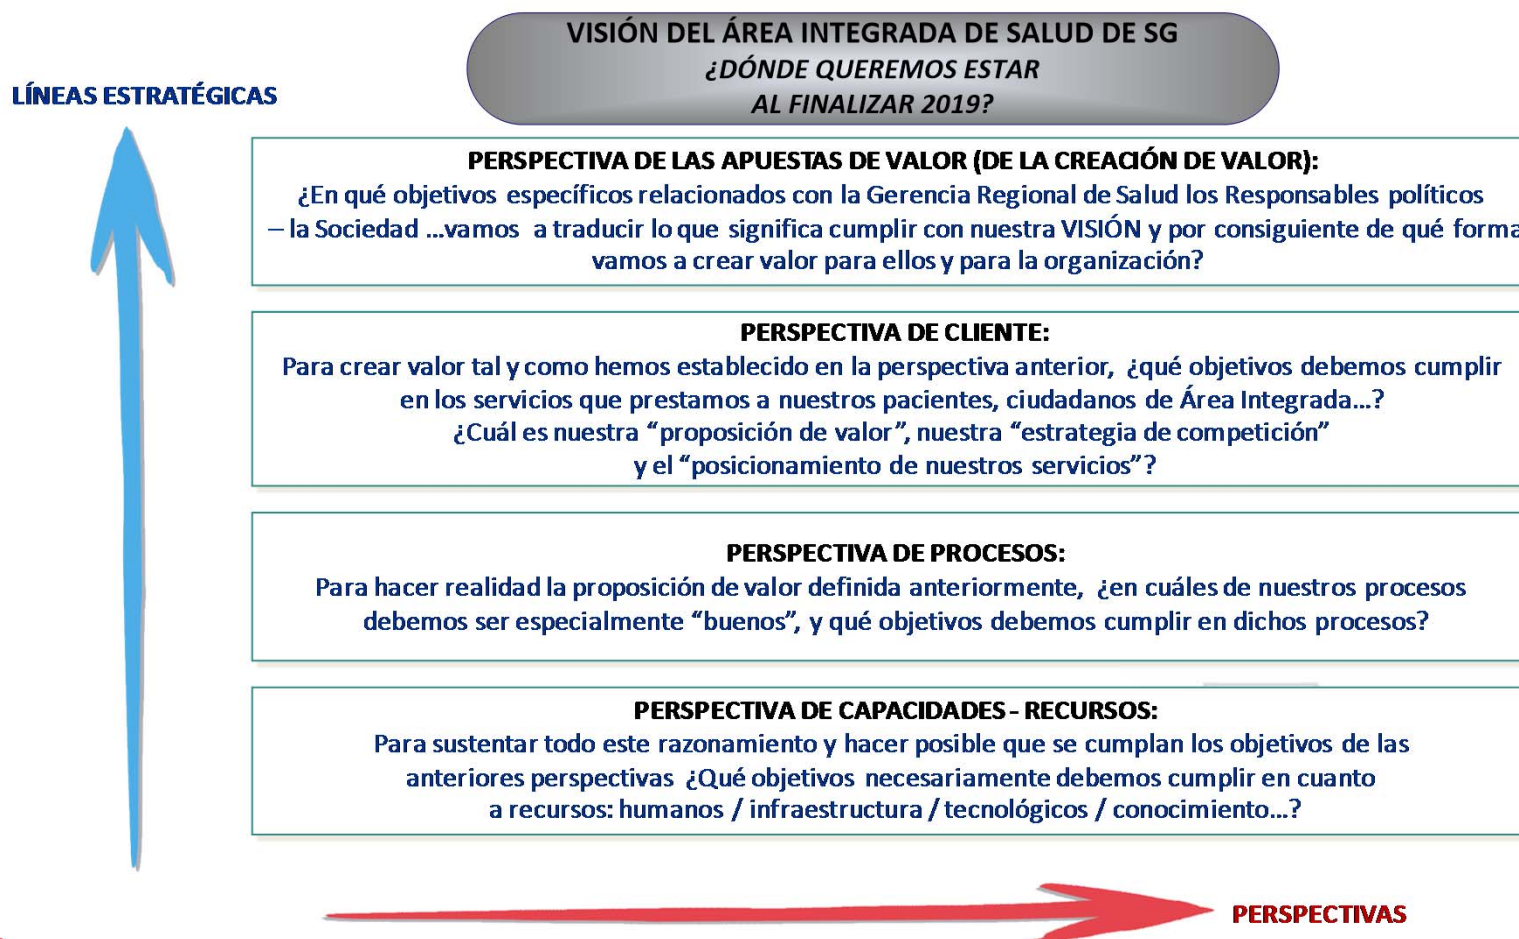 VISIÓN DEL ÁREA INTEGRADA DE SALUD DE SG
¿DÓNDE QUEREMOS ESTAR
AL FINALIZAR 2019?
LÍNEAS ESTRATÉGICAS
PERSPECTIVA DE LAS APUESTAS DE VALOR (DE LA CREACIÓN DE VALOR):
¿En qué objetivos específicos relacionados con la Gerencia Regional de Salud los Responsables políticos
– la Sociedad ...vamos a traducir lo que significa cumplir con nuestra VISIÓN y por consiguiente de qué forma
vamos a crear valor para ellos y para la organización?
PERSPECTIVA DE CLIENTE:
Para crear valor tal y como hemos establecido en la perspectiva anterior, ¿qué objetivos debemos cumplir
en los servicios que prestamos a nuestros pacientes, ciudadanos de Área Integrada...?
¿Cuál es nuestra “proposición de valor”, nuestra “estrategia de competición”
y el “posicionamiento de nuestros servicios”?
PERSPECTIVA DE PROCESOS:
Para hacer realidad la proposición de valor definida anteriormente, ¿en cuáles de nuestros procesos
debemos ser especialmente “buenos”, y qué objetivos debemos cumplir en dichos procesos?
PERSPECTIVA DE CAPACIDADES - RECURSOS:
Para sustentar todo este razonamiento y hacer posible que se cumplan los objetivos de las
anteriores perspectivas ¿Qué objetivos necesariamente debemos cumplir en cuanto
a recursos: humanos / infraestructura / tecnológicos / conocimiento...?
PERSPECTIVAS